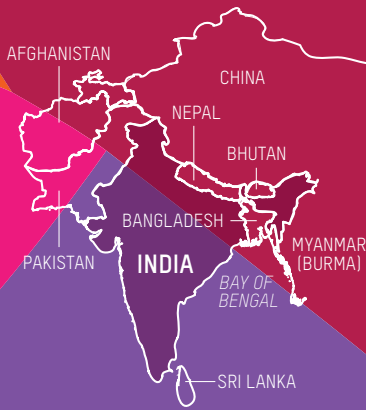 AFGHANISTAN
CHINA
NEPAL
BHUTAN
BANGLADESH
MYANMAR
(BURMA)
PAKISTAN
INDIA
BAY OF
BENGAL
SRI LANKA